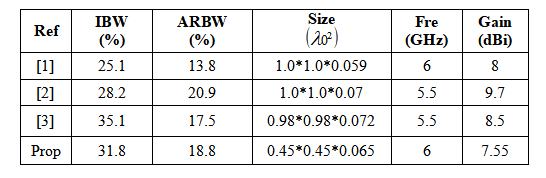 Ref IBW (%) ARBW (%) Size (λ0²) Fre (GHz) Gain (dBi)
[1] 25.1 13.8 1.0*1.0*0.059 6 8
[2] 28.2 20.9 1.0*1.0*0.07 5.5 9.7
[3] 35.1 17.5 0.98*0.98*0.072 5.5 8.5
Prop 31.8 18.8 0.45*0.45*0.065 6 7.55